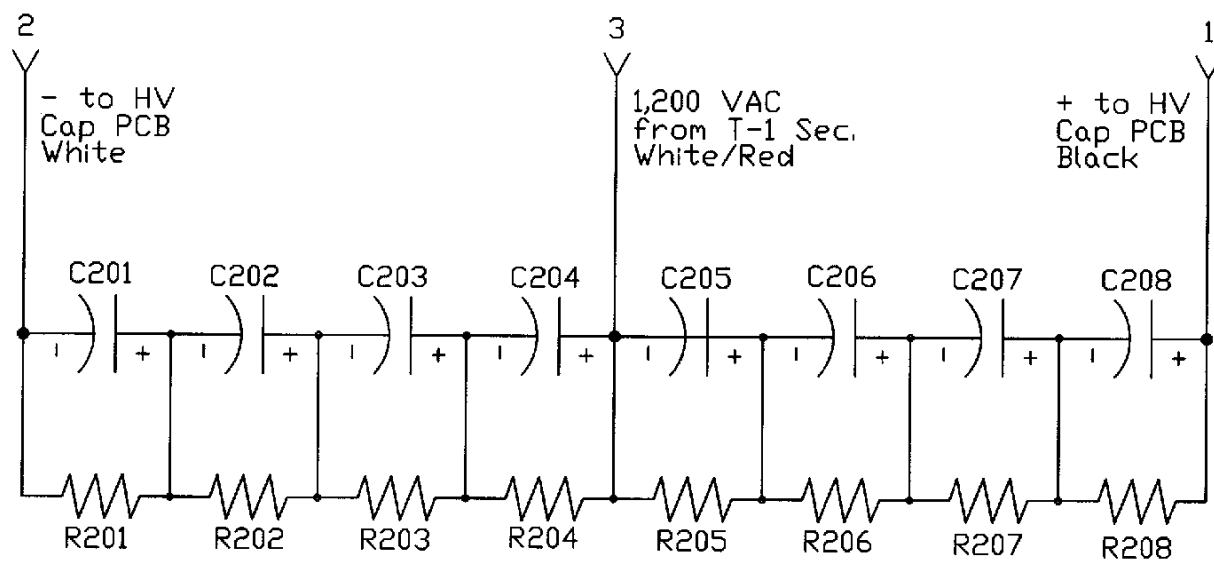 2 3 1
- to HV
Cap PCB
White
1,200 VAC
from T-1 Sec.
White/Red
+ to HV
Cap PCB
Black
C201 C202 C203 C204 C205 C206 C207 C208
- + - + - + - + - + - + - + - +
R201 R202 R203 R204 R205 R206 R207 R208